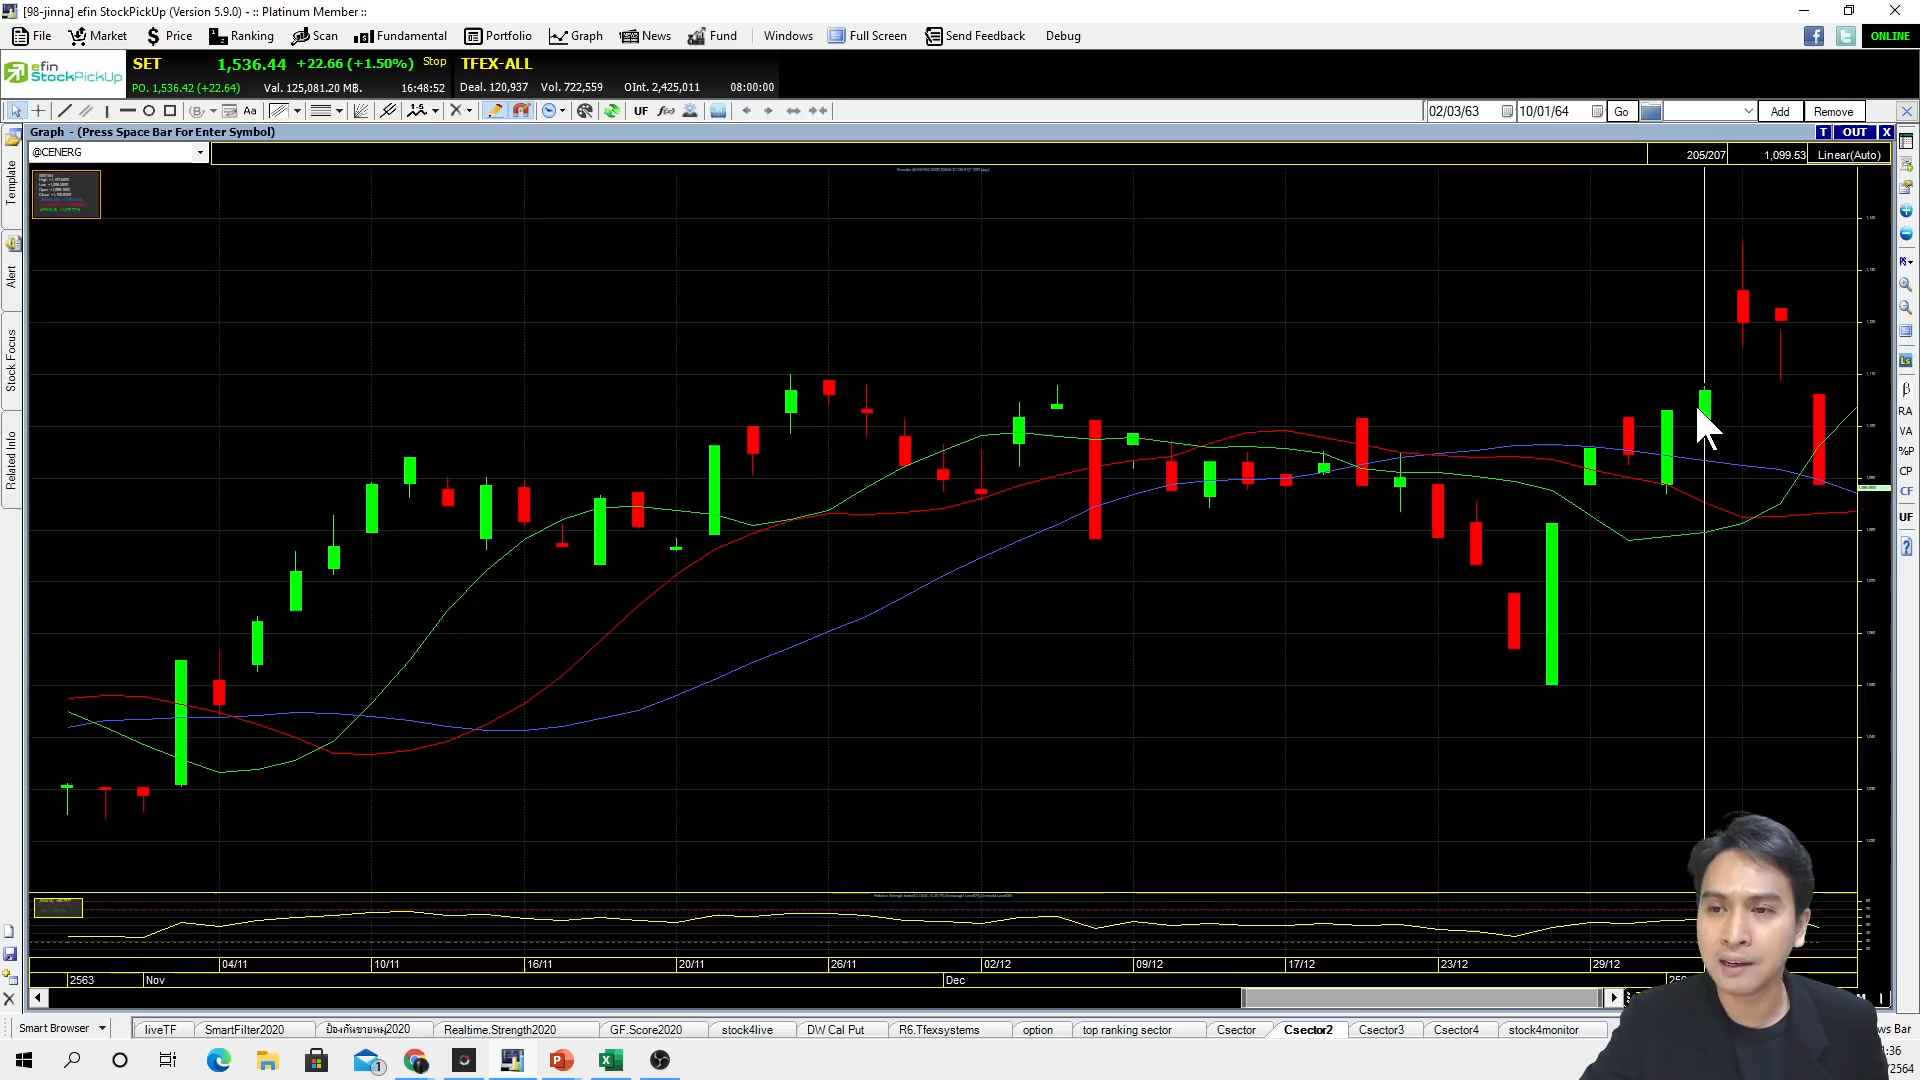 [98-jinna] efin StockPickUp (Version 5.9.0) - :: Platinum Member ::
File Market Price Ranking Scan Fundamental Portfolio Graph News Fund Windows Full Screen Send Feedback Debug
ONLINE
efin StockPickUp
SET 1,536.44 +22.66 (+1.50%) Stop TFEX-ALL
PO. 1,536.42 (+22.64) Val. 125,081.20 MB. 16:48:52 Deal. 120,937 Vol. 722,559 OInt. 2,425,011 08:00:00
Aa UF 02/03/63 10/01/64 Go Add Remove
Graph - (Press Space Bar For Enter Symbol) T OUT X
@CENERG 205/207 1,099.53 Linear(Auto)
Template
Alert
Stock Focus
Related Info
Ls
β
RA
VA
%P
CP
CF
UF
04/11 10/11 16/11 20/11 26/11 02/12 09/12 17/12 23/12 29/12
2563 Nov Dec
Smart Browser liveTF SmartFilter2020 ป้องกันขายหมู2020 Realtime.Strength2020 GF.Score2020 stock4live DW Cal Put R6.Tfexsystems option top ranking sector Csector Csector2 Csector3 Csector4 stock4monitor